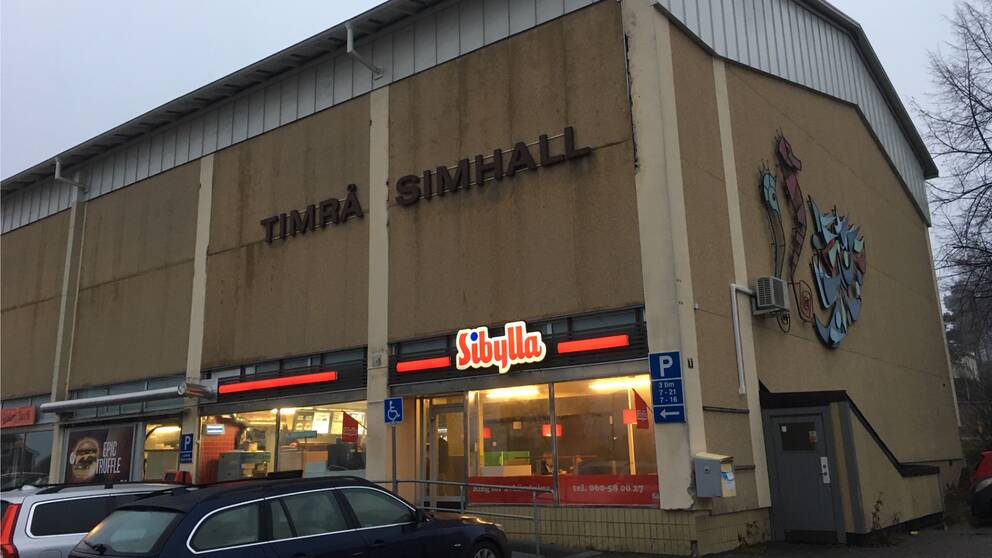 TIMRÅ SIMHALL
Sibylla
EPIC
TRUFFLE
P
P
3 tim
7 - 21
7 - 16
tel. 060-58 00 27